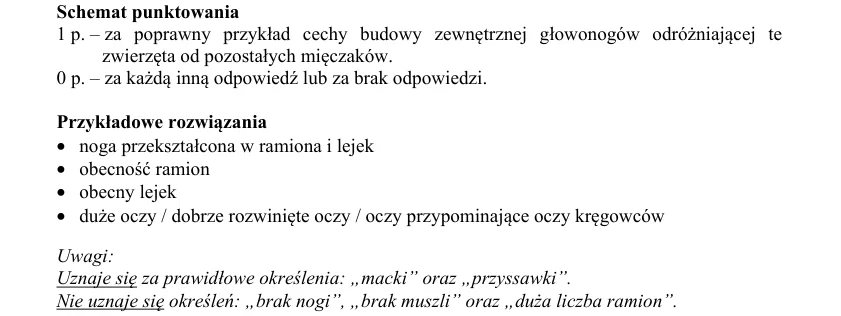 Schemat punktowania
1 p. – za poprawny przykład cechy budowy zewnętrznej głowonogów odróżniającej te
zwierzęta od pozostałych mięczaków.
0 p. – za każdą inną odpowiedź lub za brak odpowiedzi.
Przykładowe rozwiązania
• noga przekształcona w ramiona i lejek
• obecność ramion
• obecny lejek
• duże oczy / dobrze rozwinięte oczy / oczy przypominające oczy kręgowców
Uwagi:
Uznaje się za prawidłowe określenia: „macki” oraz „przyssawki”.
Nie uznaje się określeń: „brak nogi”, „brak muszli” oraz „duża liczba ramion”.